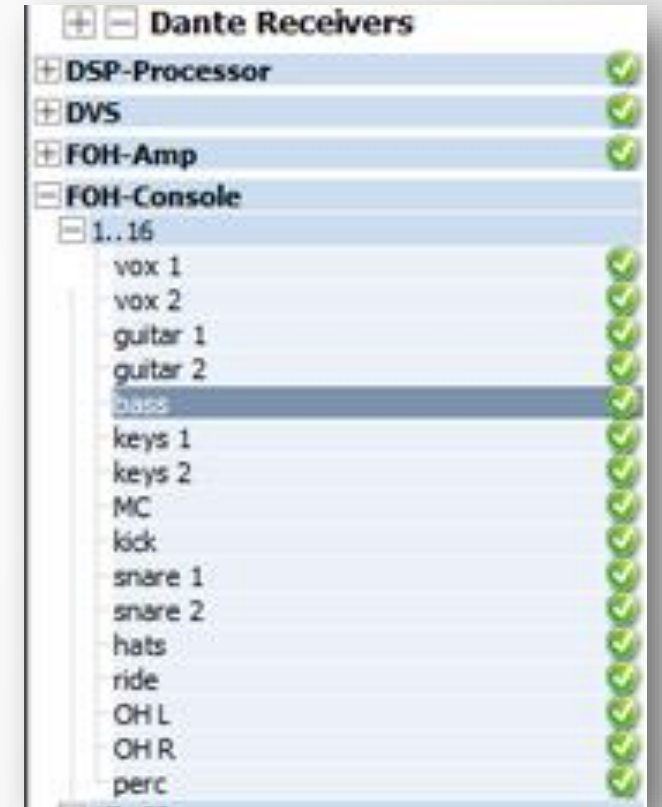 Dante Receivers
DSP-Processor
DVS
FOH-Amp
FOH-Console
1..16
vox 1
vox 2
guitar 1
guitar 2
bass
keys 1
keys 2
MC
kick
snare 1
snare 2
hats
ride
OH L
OH R
perc